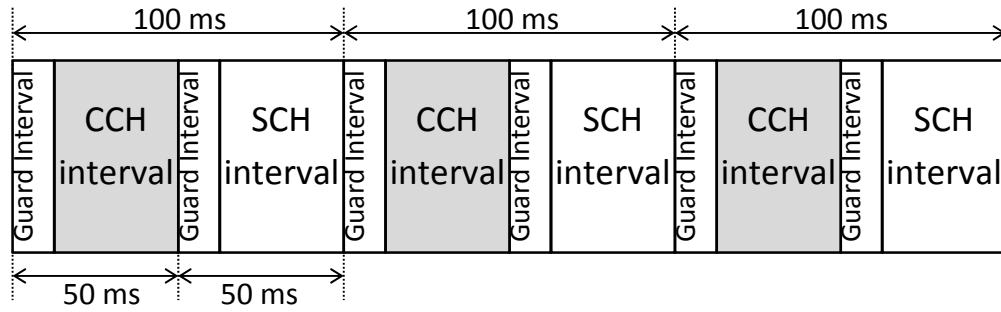 100 ms
100 ms
100 ms
Guard Interval
CCH
interval
Guard Interval
SCH
interval
Guard Interval
CCH
interval
Guard Interval
SCH
interval
Guard Interval
CCH
interval
Guard Interval
SCH
interval
50 ms
50 ms